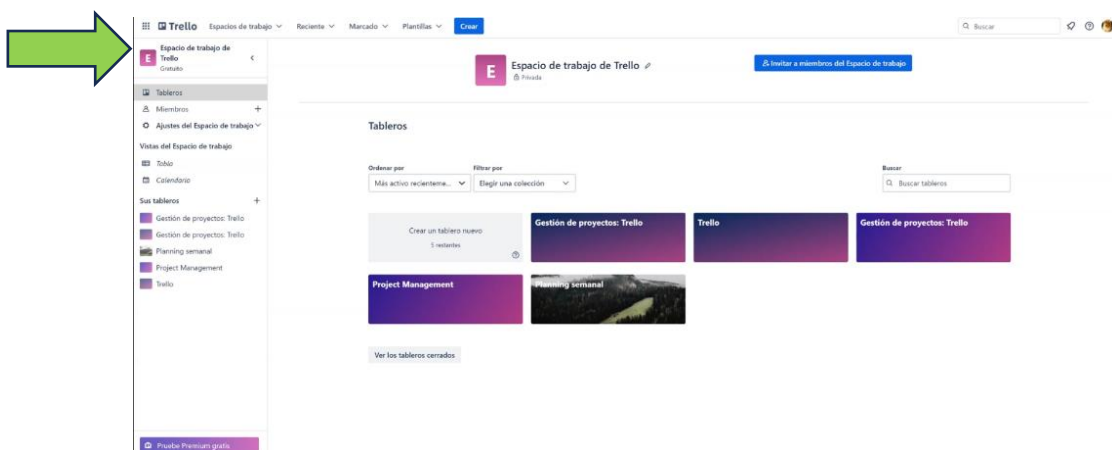 Trello Espacios de trabajo Reciente Marcado Plantillas Crear Buscar
E
Espacio de trabajo de
Trello
Gratuito
E
Espacio de trabajo de Trello
Privada
Invitar a miembros del Espacio de trabajo
Tableros
Miembros
Ajustes del Espacio de trabajo
Vistas del Espacio de trabajo
Tabla
Calendario
Sus tableros
Gestión de proyectos: Trello
Gestión de proyectos: Trello
Planning semanal
Project Management
Trello
Pruebe Premium gratis
Tableros
Ordenar por
Más activo recienteme...
Filtrar por
Elegir una colección
Buscar
Buscar tableros
Crear un tablero nuevo
5 restantes
Gestión de proyectos: Trello
Trello
Gestión de proyectos: Trello
Project Management
Planning semanal
Ver los tableros cerrados